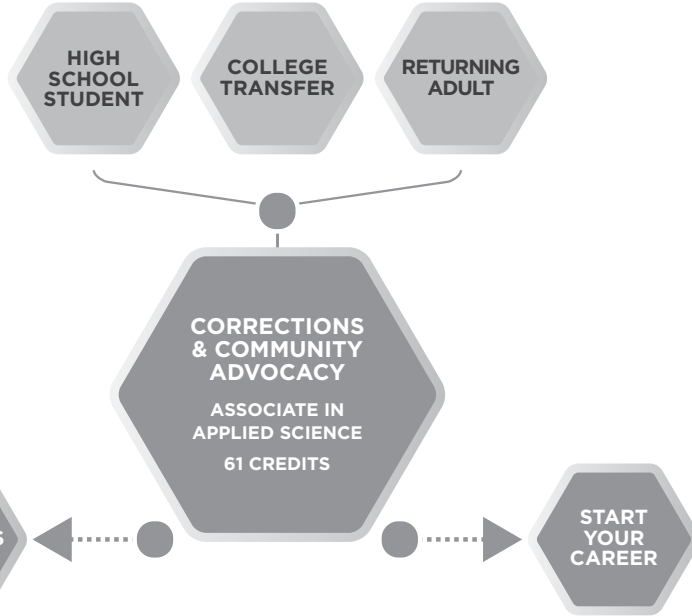 HIGH
SCHOOL
STUDENT
COLLEGE
TRANSFER
RETURNING
ADULT
CORRECTIONS
& COMMUNITY
ADVOCACY
ASSOCIATE IN
APPLIED SCIENCE
61 CREDITS
START
YOUR
CAREER